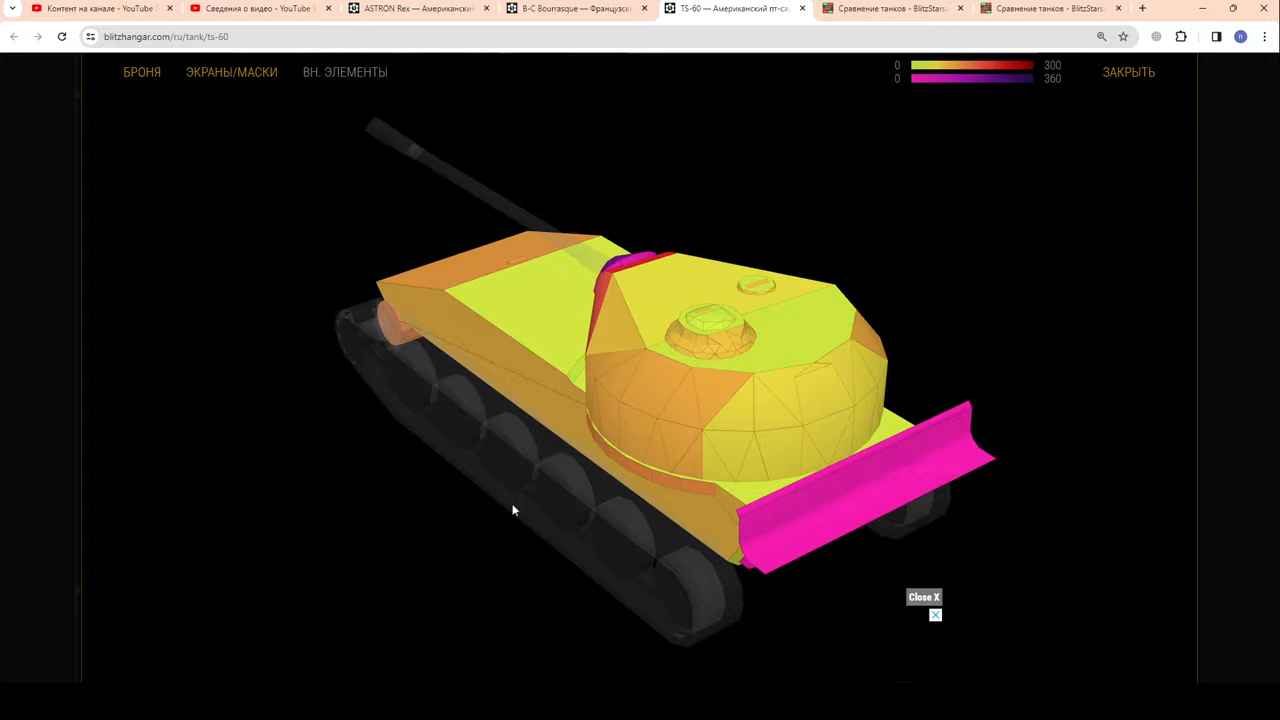 Контент на канале - YouTube S
Сведения о видео - YouTube S
ASTRON Rex — Американский
B-C Bourrasque — Французски
TS-60 — Американский пт-са
Сравнение танков - BlitzStars.
Сравнение танков - BlitzStars.
blitzhangar.com/ru/tank/ts-60
n
БРОНЯ
ЭКРАНЫ/МАСКИ
ВН. ЭЛЕМЕНТЫ
0
300
0
360
ЗАКРЫТЬ
Close X